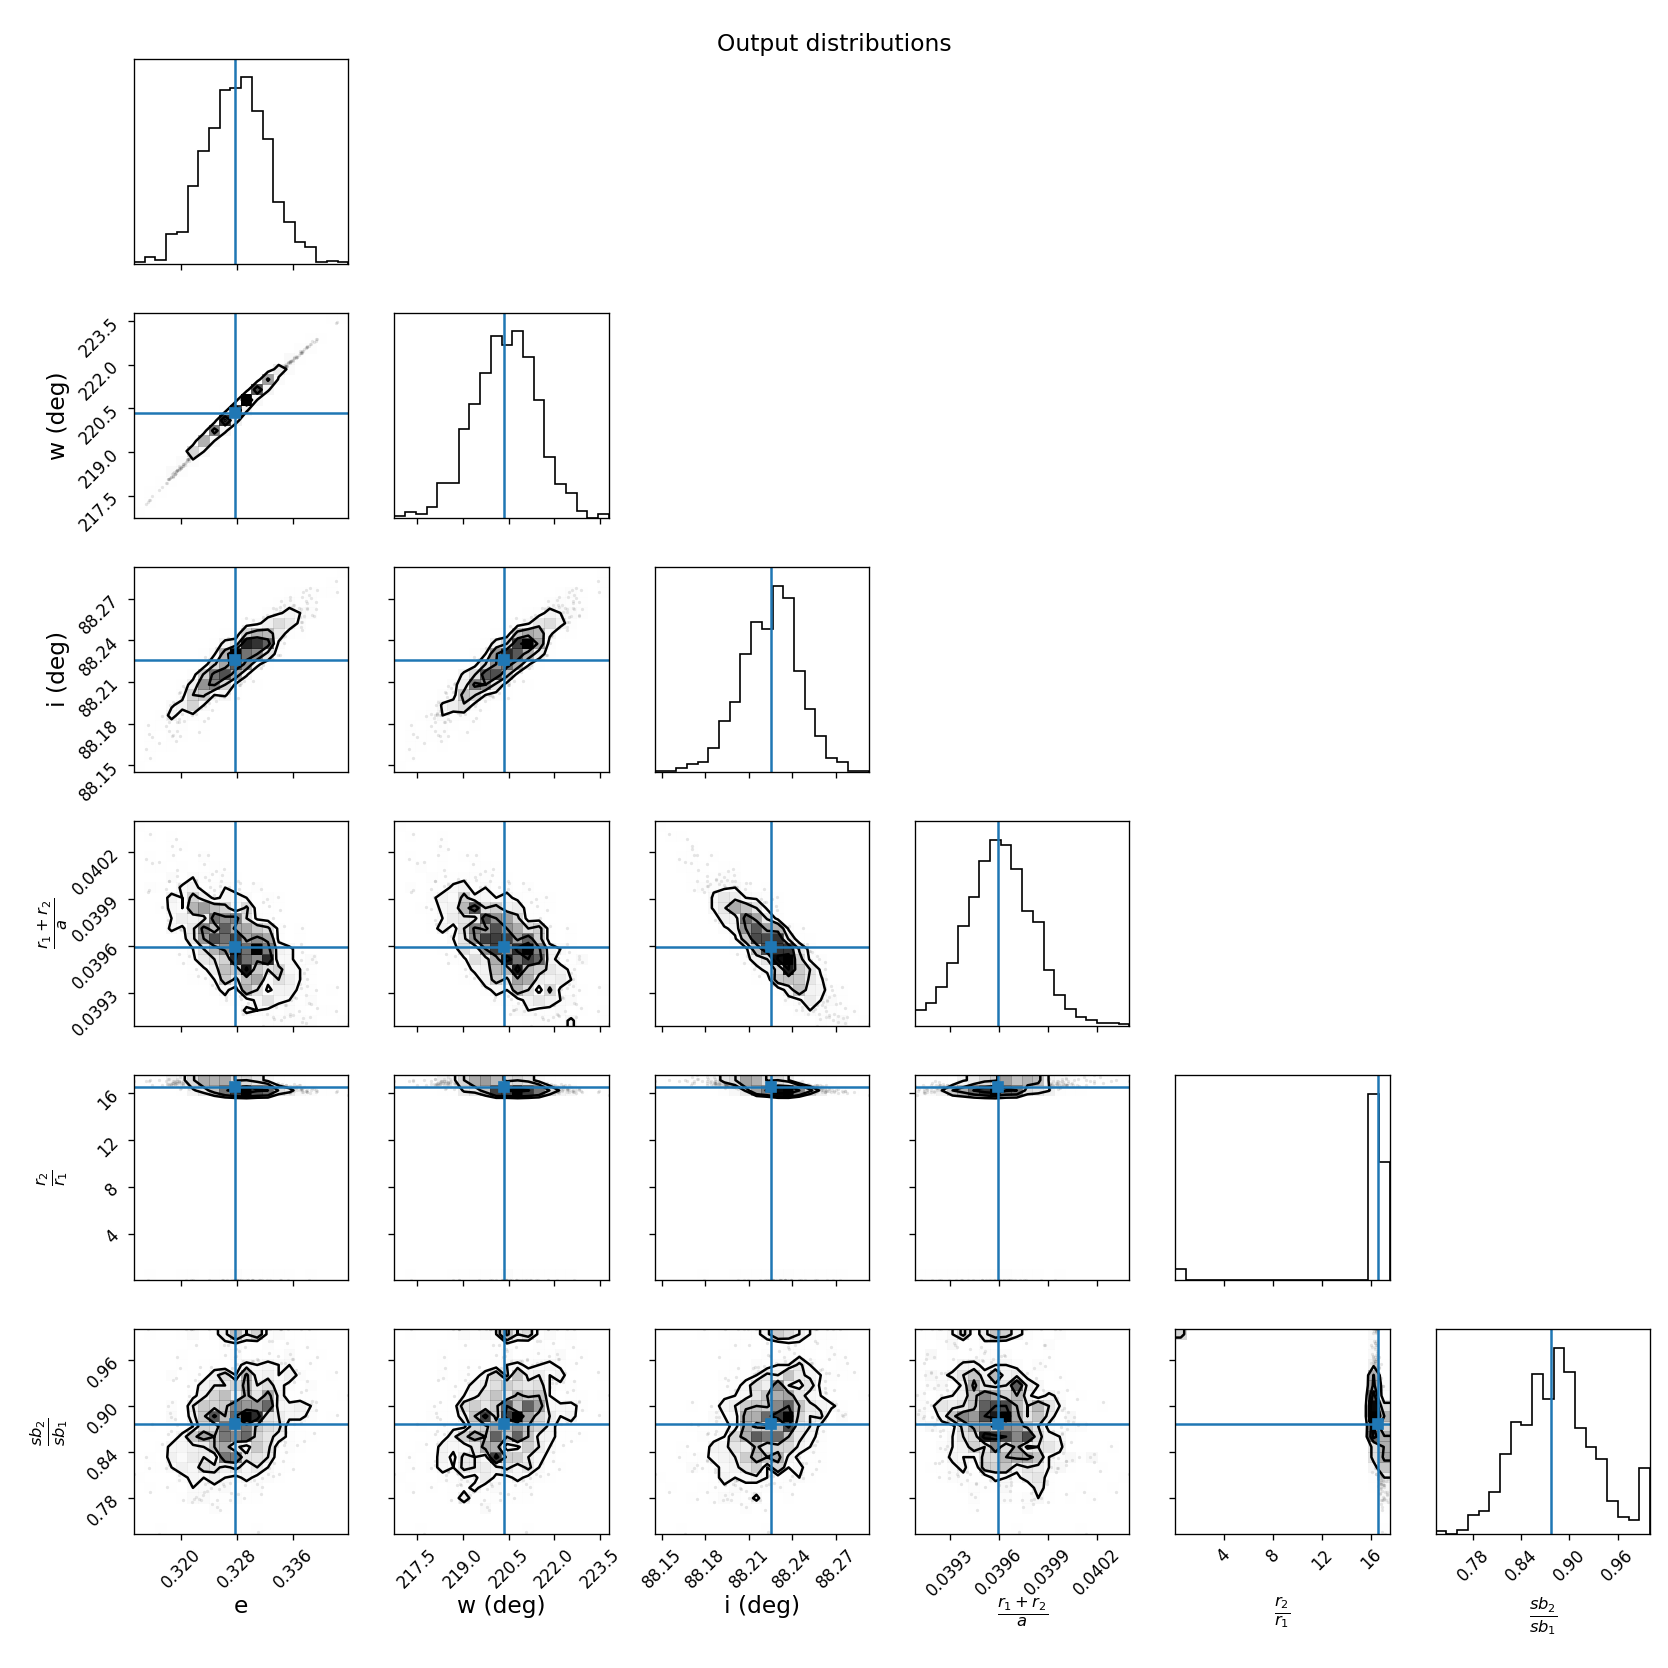 Output distributions
w (deg)
223.5
222.0
220.5
219.0
217.5
i (deg)
88.27
88.24
88.21
88.18
88.15
r₁ + r₂
a
0.0402
0.0399
0.0396
0.0393
r₂
r₁
16
12
8
4
sb₂
sb₁
0.96
0.90
0.84
0.78
0.320 0.328 0.336
217.5 219.0 220.5 222.0 223.5
88.15 88.18 88.21 88.24 88.27
0.0393 0.0396 0.0399 0.0402
4 8 12 16
0.78 0.84 0.90 0.96
e
w (deg)
i (deg)
r₁ + r₂
a
r₂
r₁
sb₂
sb₁